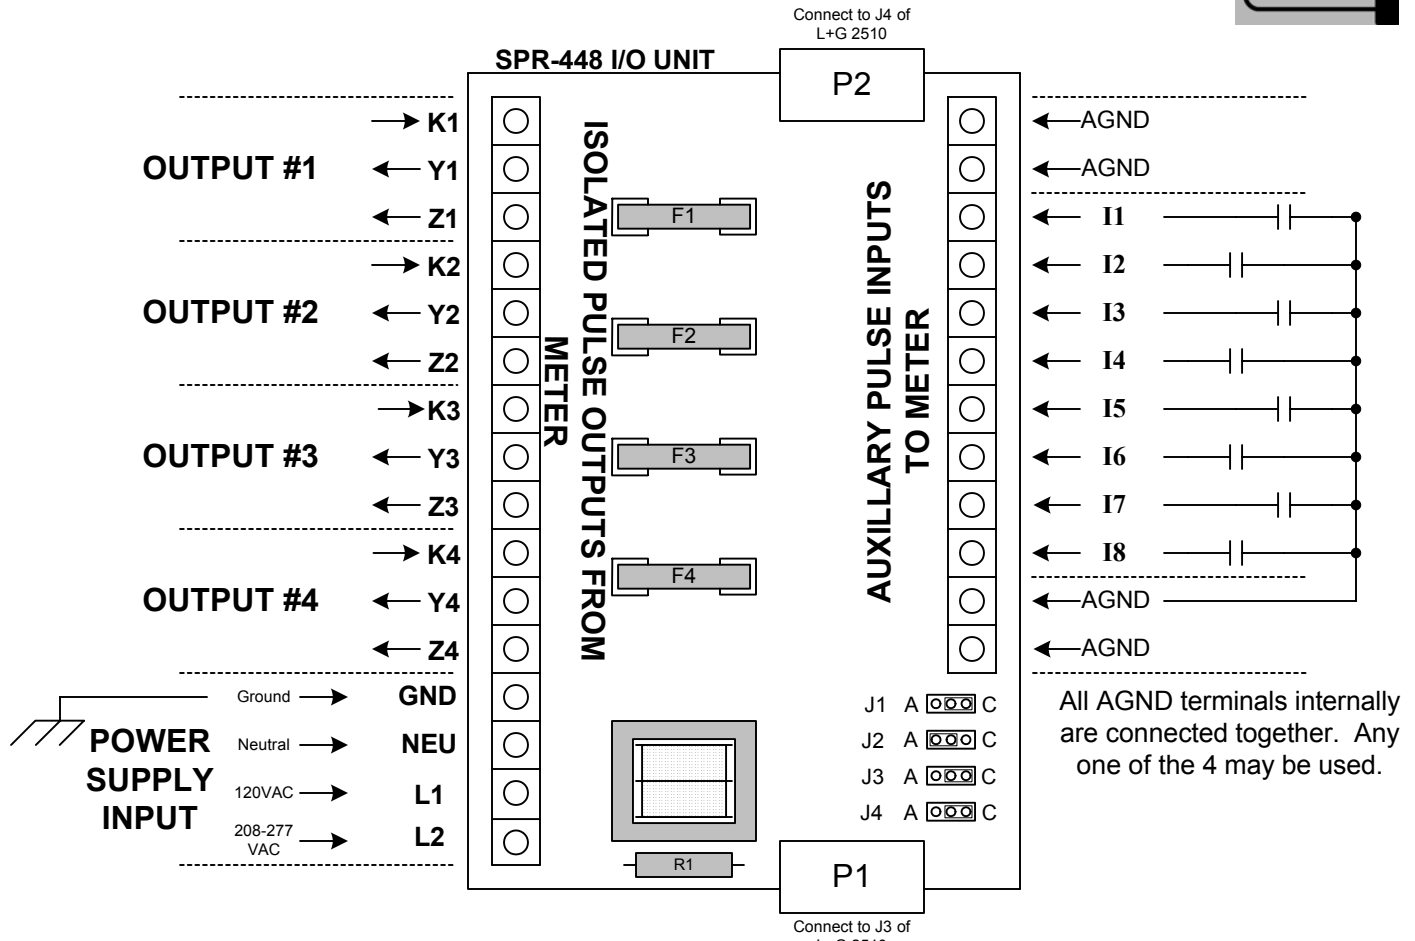 Connect to J4 of
L+G 2510
SPR-448 I/O UNIT
P2
K1
OUTPUT #1
Y1
Z1
K2
OUTPUT #2
Y2
Z2
K3
OUTPUT #3
Y3
Z3
K4
OUTPUT #4
Y4
Z4
Ground
GND
POWER
SUPPLY
INPUT
Neutral
NEU
120VAC
L1
208-277
VAC
L2
ISOLATED PULSE OUTPUTS FROM
METER
F1
F2
F3
F4
R1
AUXILLARY PULSE INPUTS
TO METER
AGND
AGND
I1
I2
I3
I4
I5
I6
I7
I8
AGND
AGND
J1 A C
J2 A C
J3 A C
J4 A C
All AGND terminals internally
are connected together. Any
one of the 4 may be used.
P1
Connect to J3 of